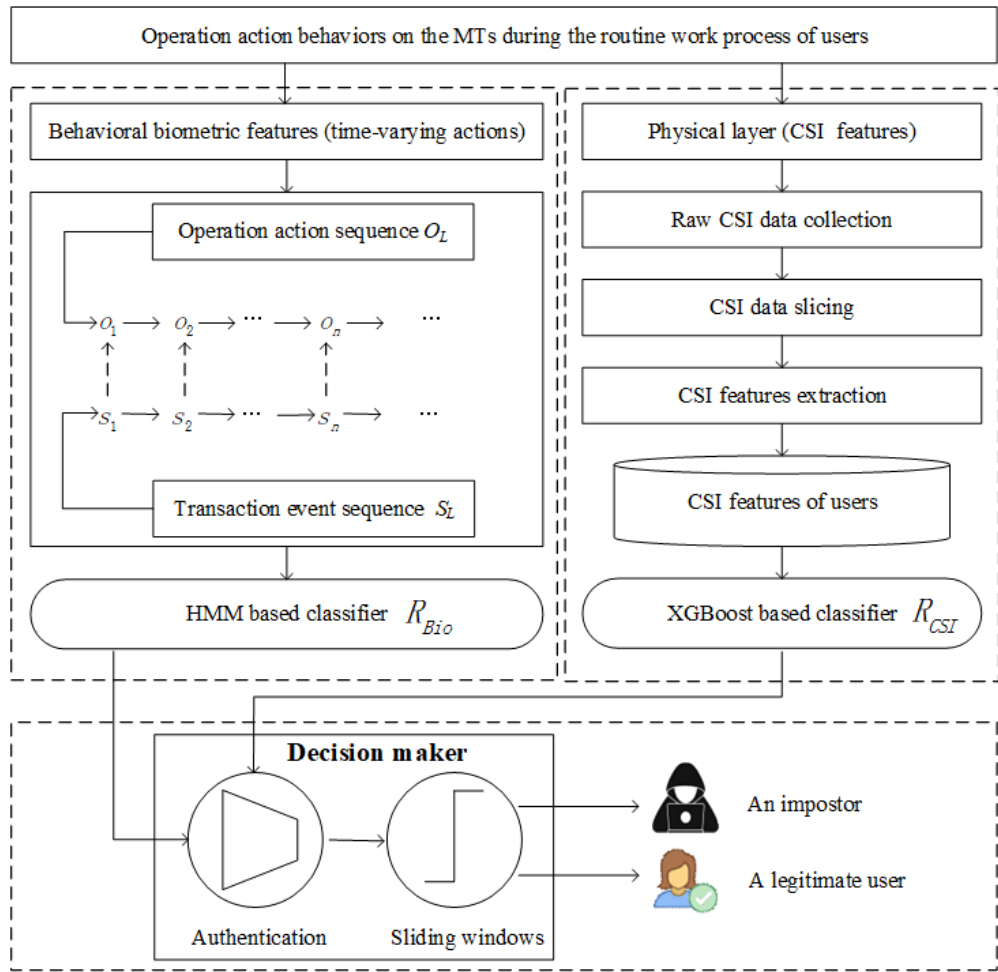 Operation action behaviors on the MTs during the routine work process of users
Behavioral biometric features (time-varying actions)
Operation action sequence O_L
O_1 O_2 ... O_n ...
S_1 S_2 ... S_n ...
Transaction event sequence S_L
HMM based classifier R_Bio
Physical layer (CSI features)
Raw CSI data collection
CSI data slicing
CSI features extraction
CSI features of users
XGBoost based classifier R_CSI
Decision maker
Authentication
Sliding windows
An impostor
A legitimate user